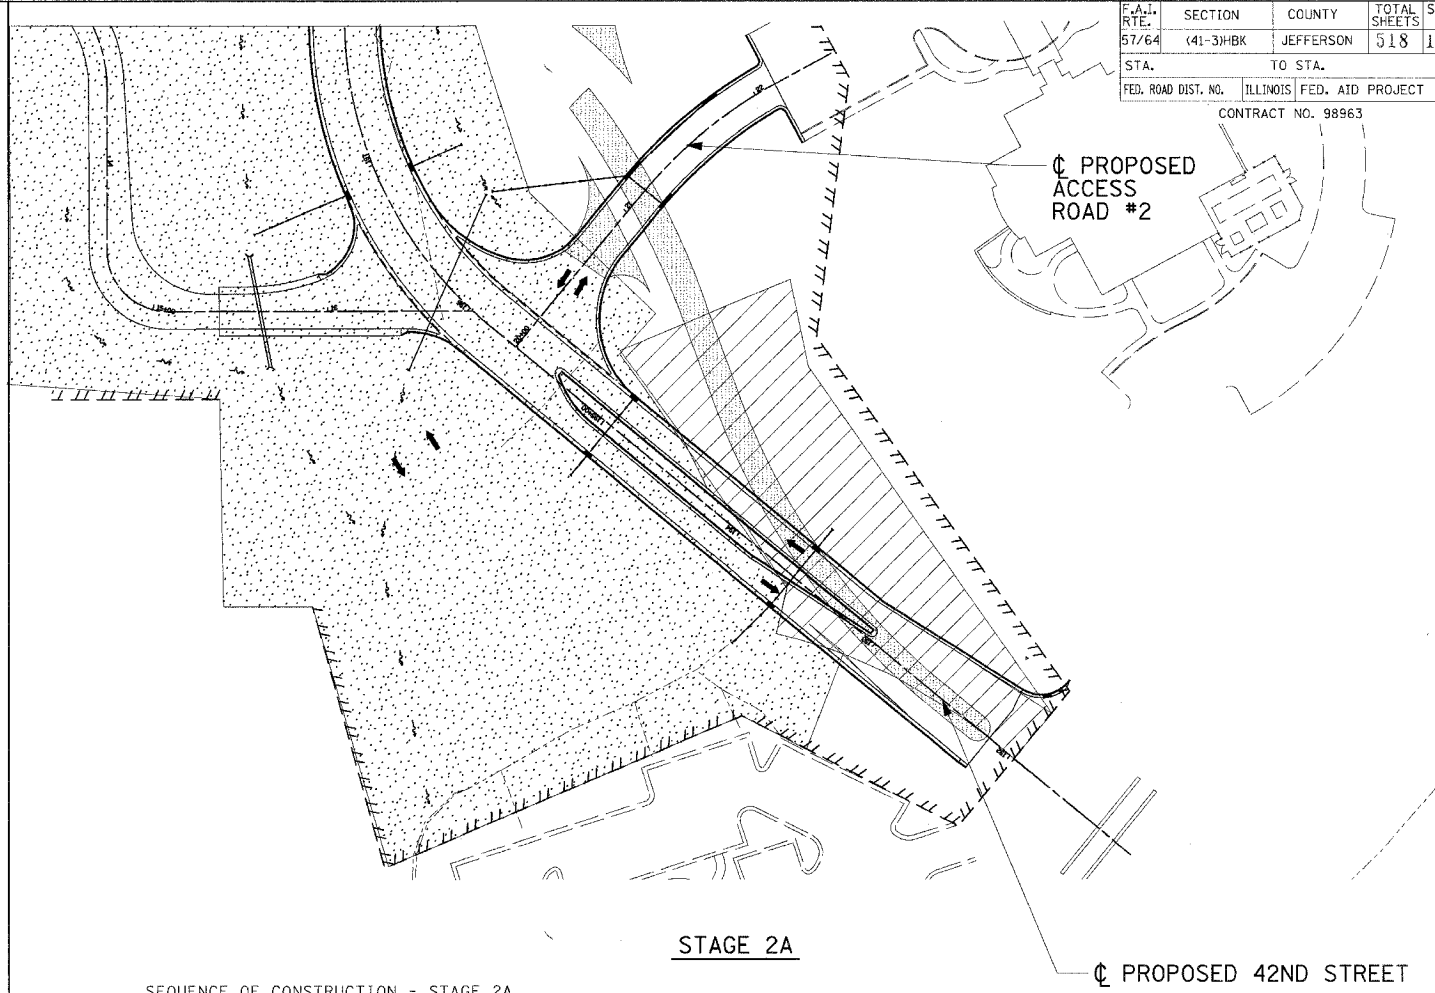 F.A.I. RTE. SECTION COUNTY TOTAL SHEETS
57/64 (41-3)HBK JEFFERSON 518
STA. TO STA.
FED. ROAD DIST. NO. ILLINOIS FED. AID PROJECT
CONTRACT NO. 98963
℄ PROPOSED
ACCESS
ROAD #2
STAGE 2A
℄ PROPOSED 42ND STREET
SEQUENCE OF CONSTRUCTION - STAGE 2A